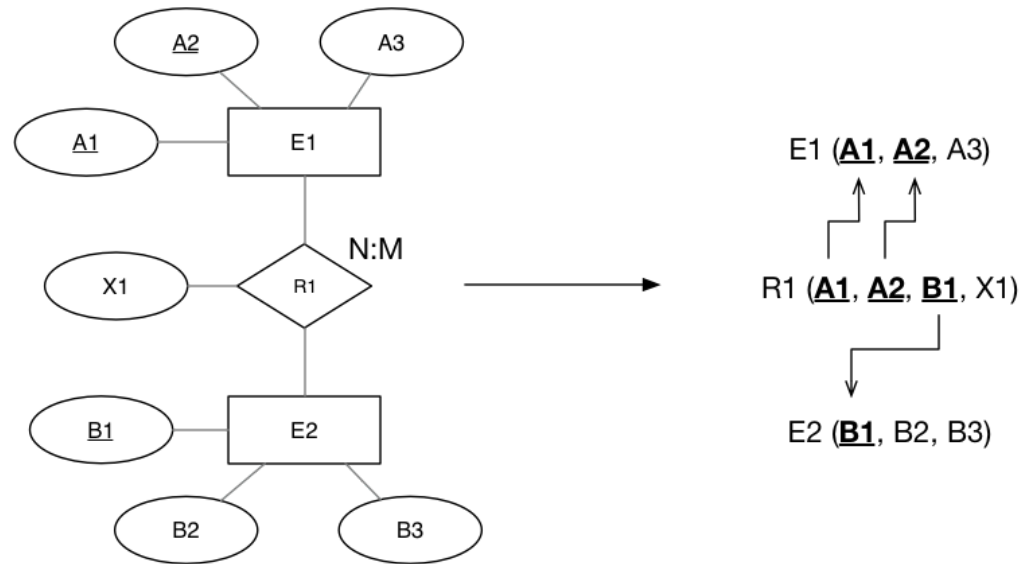 A2
A3
A1
E1
N:M
X1
R1
B1
E2
B2
B3
E1 (A1, A2, A3)
R1 (A1, A2, B1, X1)
E2 (B1, B2, B3)